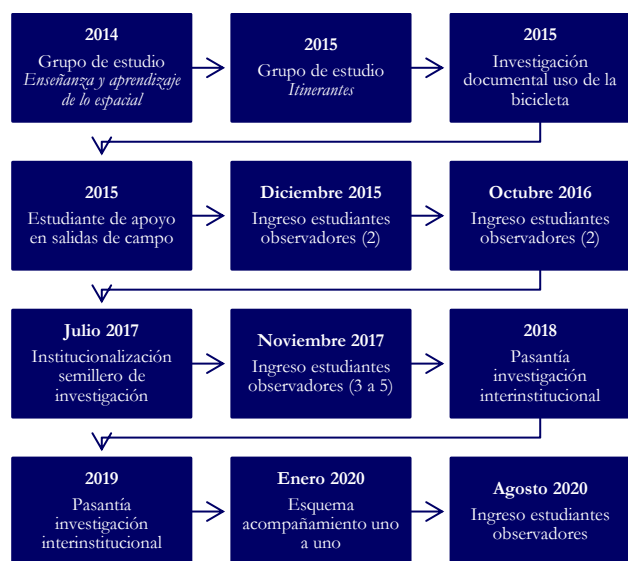 2014
Grupo de estudio
Enseñanza y aprendizaje
de lo espacial
2015
Grupo de estudio
Itinerantes
2015
Investigación
documental uso de la
bicicleta
2015
Estudiante de apoyo
en salidas de campo
Diciembre 2015
Ingreso estudiantes
observadores (2)
Octubre 2016
Ingreso estudiantes
observadores (2)
Julio 2017
Institucionalización
semillero de
investigación
Noviembre 2017
Ingreso estudiantes
observadores (3 a 5)
2018
Pasantía
investigación
interinstitucional
2019
Pasantía
investigación
interinstitucional
Enero 2020
Esquema
acompañamiento uno
a uno
Agosto 2020
Ingreso estudiantes
observadores